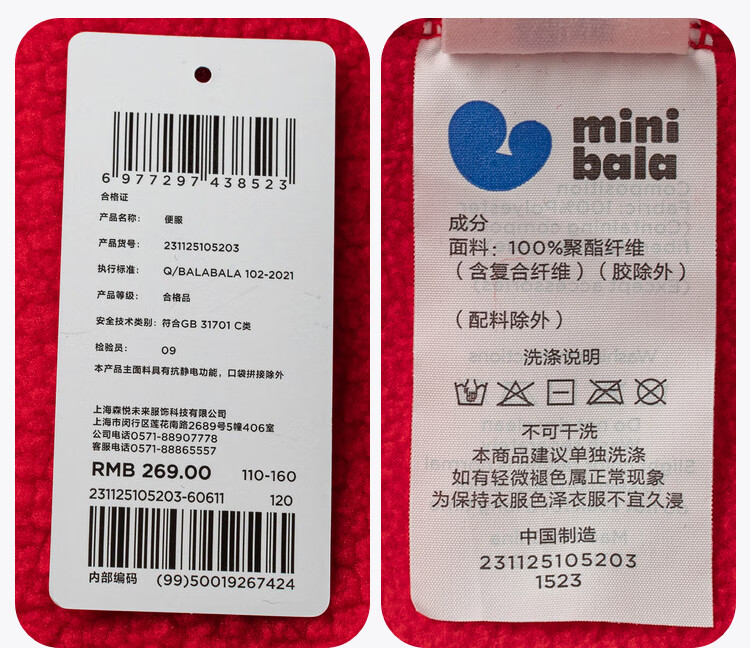 6 977297 438523
合格证
产品名称: 便服
产品货号: 231125105203
执行标准: Q/BALABALA 102-2021
产品等级: 合格品
安全技术类别: 符合GB 31701 C类
检验员: 09
本产品主面料具有抗静电功能，口袋拼接除外
上海森悦未来服饰科技有限公司
上海市闵行区莲花南路2689号5幢406室
公司电话0571-88907778
客服电话0571-88865557
RMB 269.00 110-160
231125105203-60611 120
内部编码 (99)50019267424
mini
bala
成分
面料: 100%聚酯纤维
（含复合纤维）（胶除外）
（配料除外）
洗涤说明
不可干洗
本商品建议单独洗涤
如有轻微褪色属正常现象
为保持衣服色泽衣服不宜久浸
中国制造
231125105203
1523